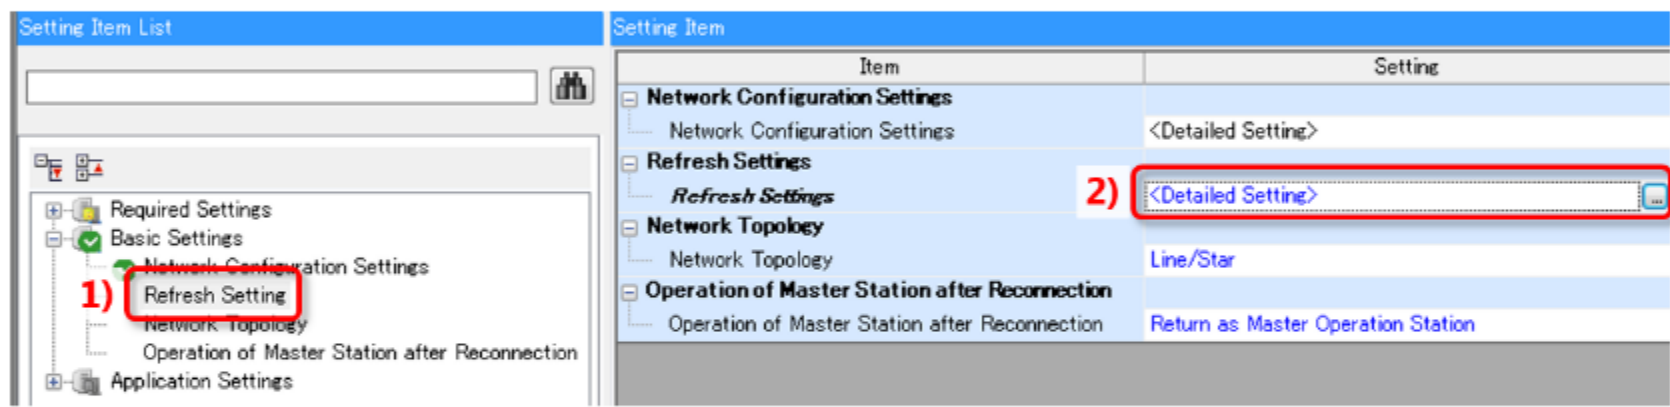 Setting Item List
Required Settings
Basic Settings
Network Configuration Settings
1)
Refresh Setting
Network Topology
Operation of Master Station after Reconnection
Application Settings
Setting Item
Item Setting
Network Configuration Settings
Network Configuration Settings <Detailed Setting>
Refresh Settings
Refresh Settings 2) <Detailed Setting> ...
Network Topology
Network Topology Line/Star
Operation of Master Station after Reconnection
Operation of Master Station after Reconnection Return as Master Operation Station